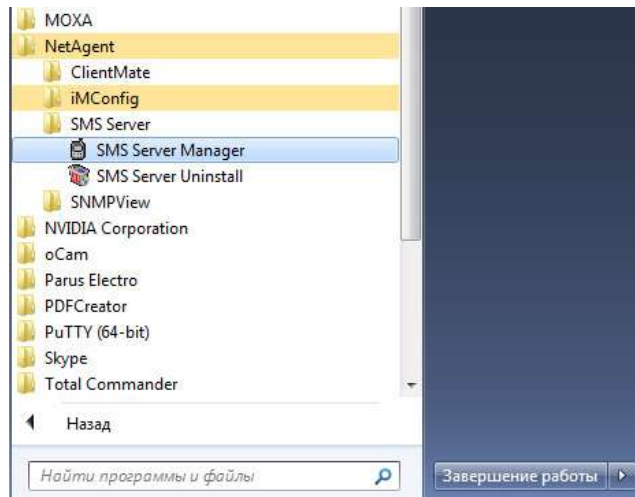 MOXA
NetAgent
ClientMate
iMConfig
SMS Server
SMS Server Manager
SMS Server Uninstall
SNMPView
NVIDIA Corporation
oCam
Parus Electro
PDFCreator
PuTTY (64-bit)
Skype
Total Commander
Назад
Найти программы и файлы
Завершение работы